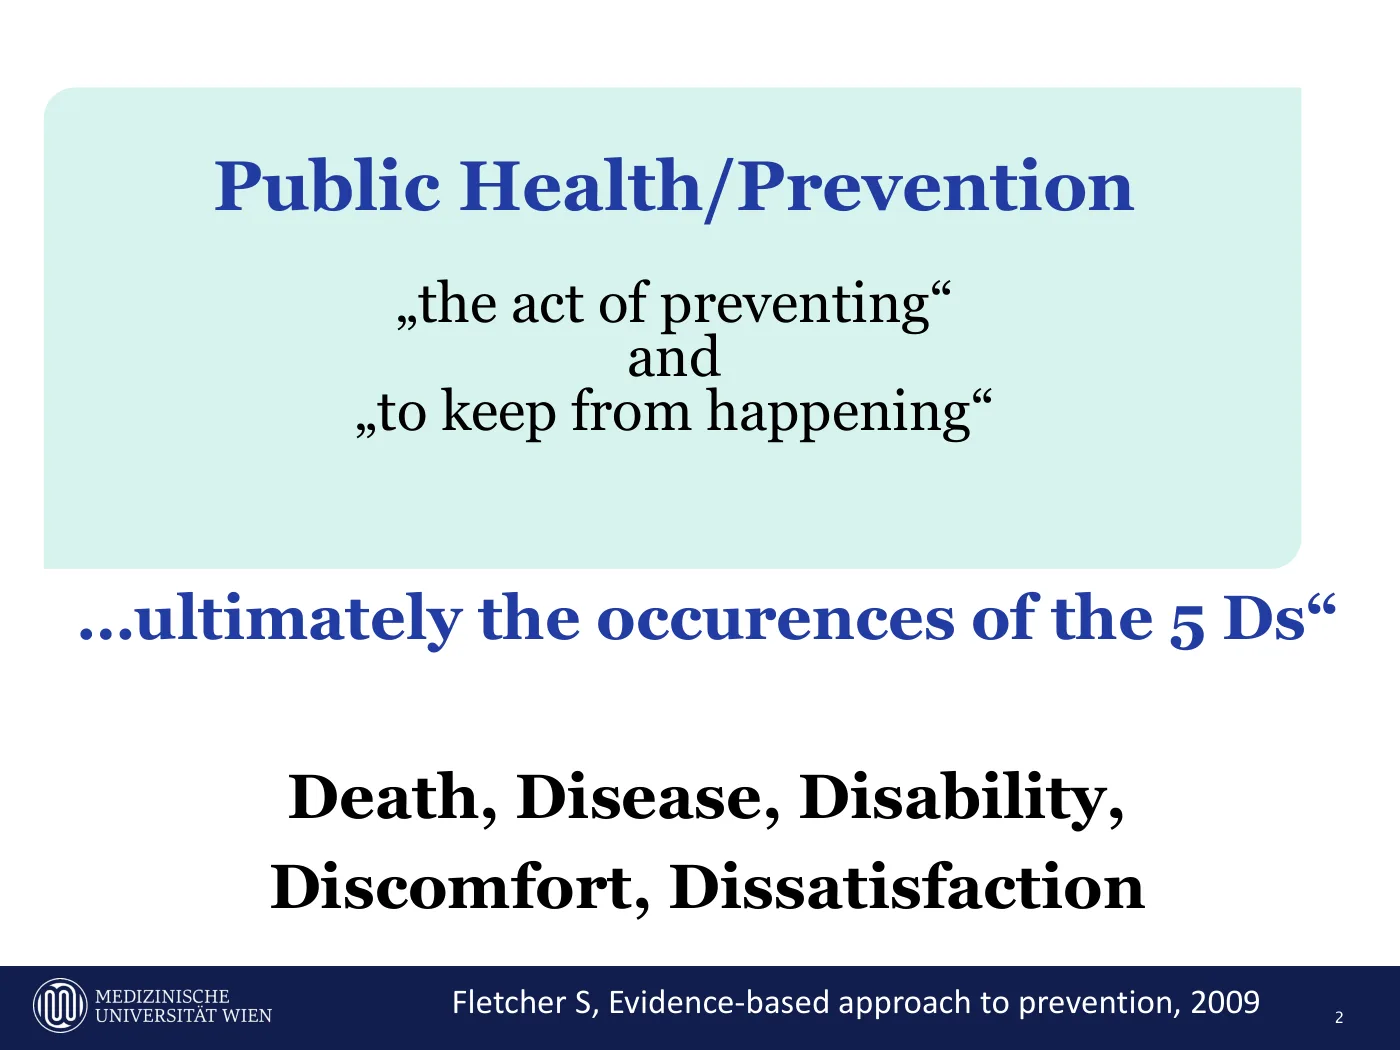 Public Health/Prevention
„the act of preventing“
and
„to keep from happening“
...ultimately the occurences of the 5 Ds“
Death, Disease, Disability,
Discomfort, Dissatisfaction
MEDIZINISCHE
UNIVERSITÄT WIEN
Fletcher S, Evidence-based approach to prevention, 2009
2